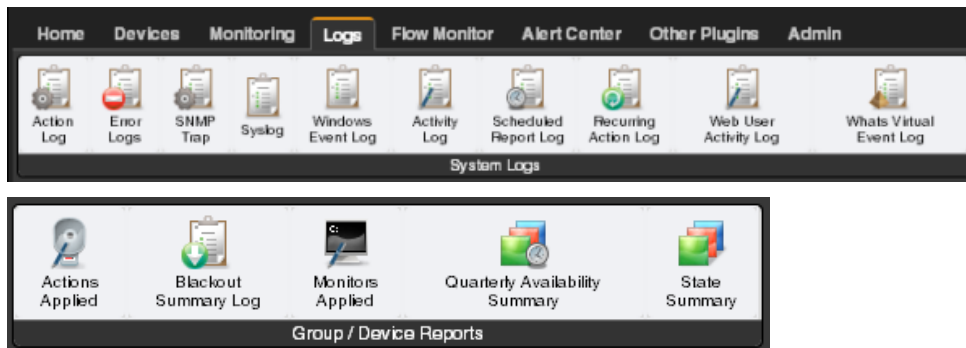 Home Devices Monitoring Logs Flow Monitor Alert Center Other Plugins Admin
Action Log
Error Logs
SNMP Trap
Syslog
Windows Event Log
Activity Log
Scheduled Report Log
Recurring Action Log
Web User Activity Log
Whats Virtual Event Log
System Logs
Actions Applied
Blackout Summary Log
C:
Monitors Applied
Quarterly Availability Summary
State Summary
Group / Device Reports